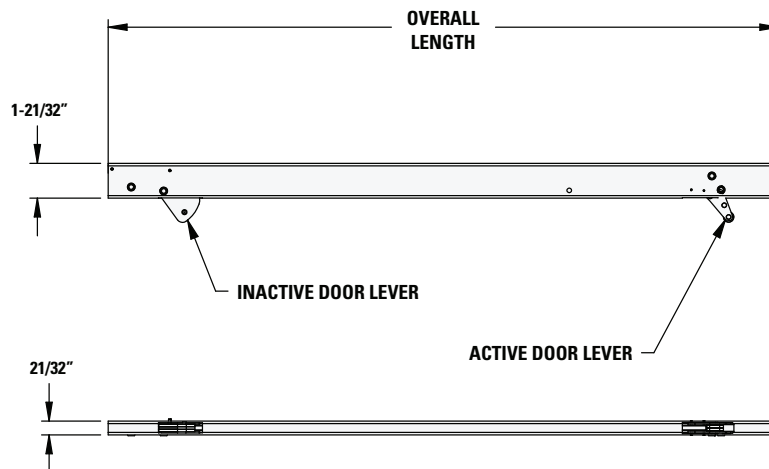 OVERALL
LENGTH
1-21/32"
INACTIVE DOOR LEVER
ACTIVE DOOR LEVER
21/32"